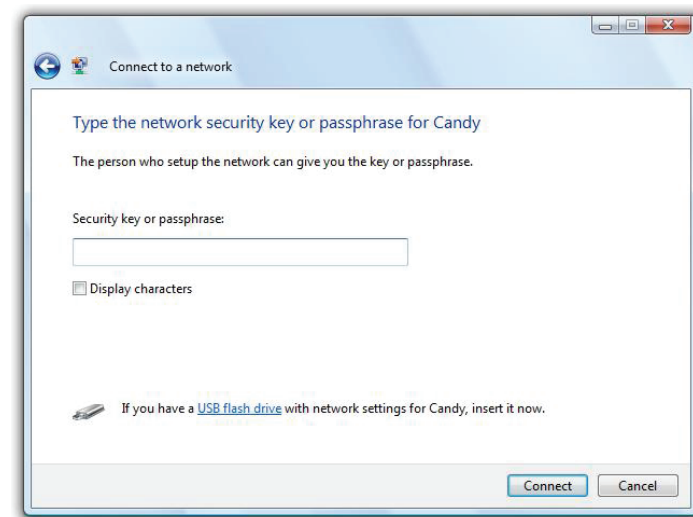 Connect to a network
Type the network security key or passphrase for Candy
The person who setup the network can give you the key or passphrase.
Security key or passphrase:
Display characters
If you have a USB flash drive with network settings for Candy, insert it now.
Connect Cancel